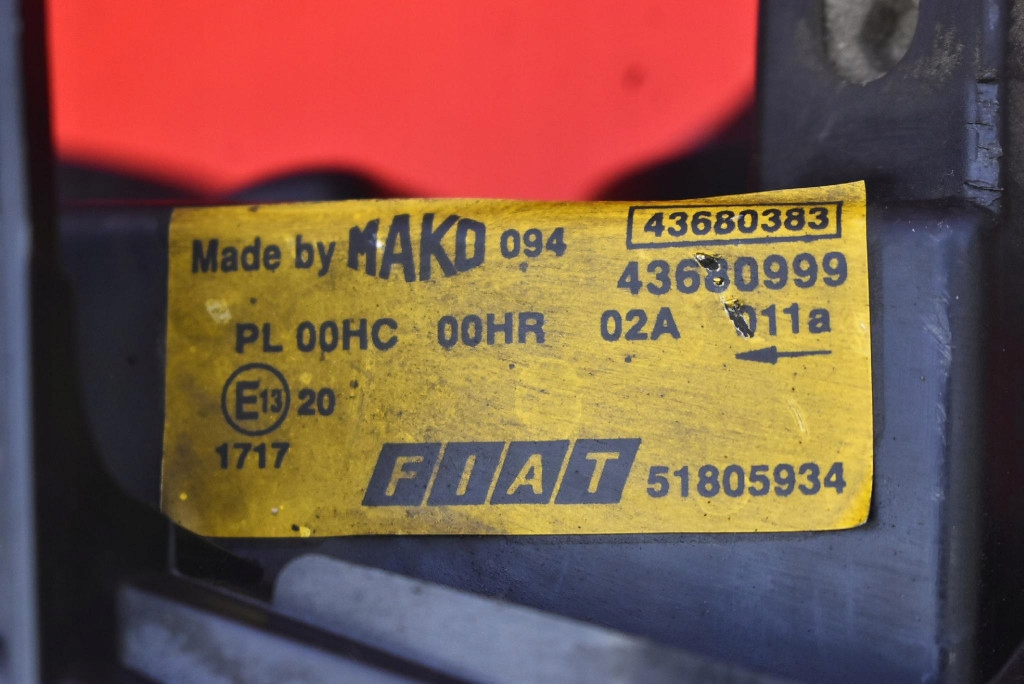 Made by MAKO 094 43680383
43680999
PL 00HC 00HR 02A 011a
E13 20
1717
FIAT 51805934